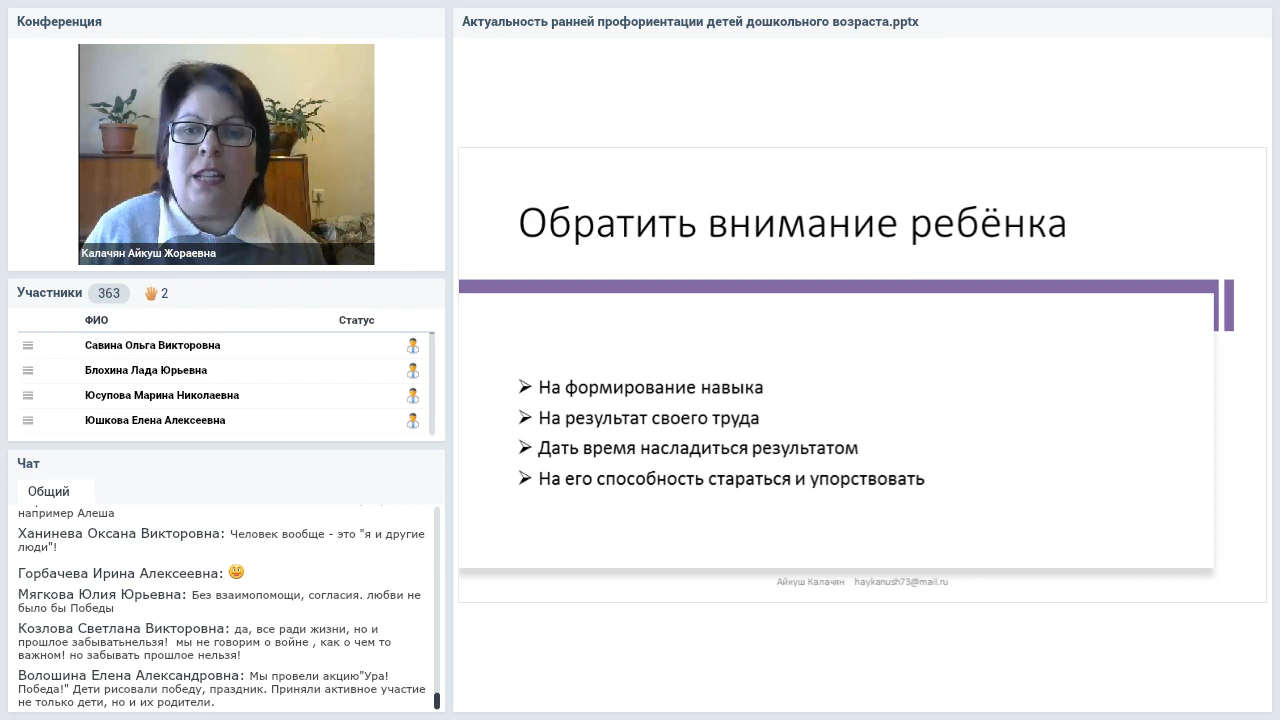 Конференция
Калачян Айкуш Жораевна
Участники 363 2
ФИО Статус
Савина Ольга Викторовна
Блохина Лада Юрьевна
Юсупова Марина Николаевна
Юшкова Елена Алексеевна
Чат
Общий
например Алеша
Ханинева Оксана Викторовна: Человек вообще - это "я и другие
люди"!
Горбачева Ирина Алексеевна:
Мягкова Юлия Юрьевна: Без взаимопомощи, согласия. любви не
было бы Победы
Козлова Светлана Викторовна: да, все ради жизни, но и
прошлое забыватьнельзя! мы не говорим о войне , как о чем то
важном! но забывать прошлое нельзя!
Волошина Елена Александровна: Мы провели акцию"Ура!
Победа!" Дети рисовали победу, праздник. Приняли активное участие
не только дети, но и их родители.
Актуальность ранней профориентации детей дошкольного возраста.pptx
Обратить внимание ребёнка
На формирование навыка
На результат своего труда
Дать время насладиться результатом
На его способность стараться и упорствовать
Айкуш Калачян haykanush73@mail.ru